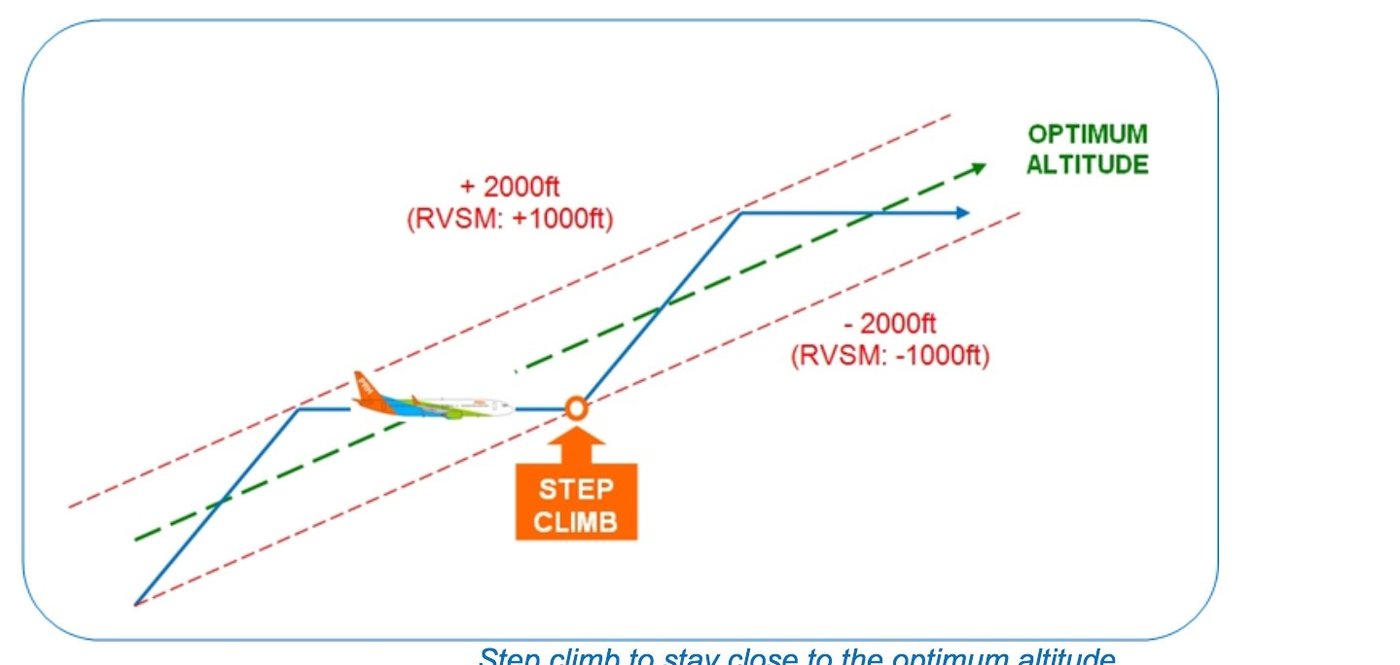 OPTIMUM
ALTITUDE
+ 2000ft
(RVSM: +1000ft)
- 2000ft
(RVSM: -1000ft)
STEP
CLIMB
Step climb to stay close to the optimum altitude